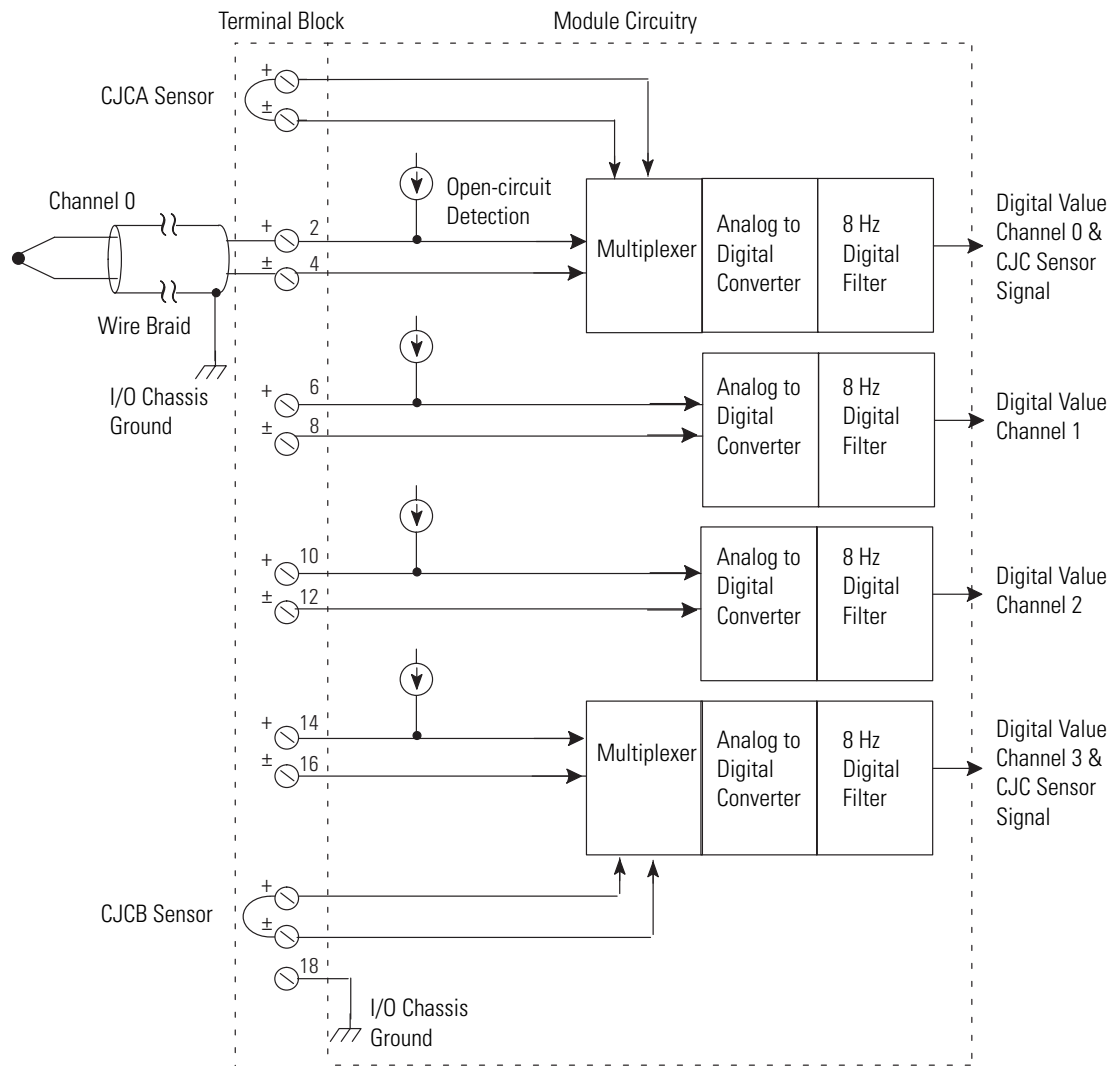 Terminal Block
Module Circuitry
+
CJCA Sensor
±
Channel 0
Open-circuit
Detection
+ 2
± 4
Wire Braid
I/O Chassis
Ground
Multiplexer
Analog to
Digital
Converter
8 Hz
Digital
Filter
Digital Value
Channel 0 &
CJC Sensor
Signal
+ 6
± 8
Analog to
Digital
Converter
8 Hz
Digital
Filter
Digital Value
Channel 1
+ 10
± 12
Analog to
Digital
Converter
8 Hz
Digital
Filter
Digital Value
Channel 2
+ 14
± 16
Multiplexer
Analog to
Digital
Converter
8 Hz
Digital
Filter
Digital Value
Channel 3 &
CJC Sensor
Signal
+
CJCB Sensor
±
18
I/O Chassis
Ground